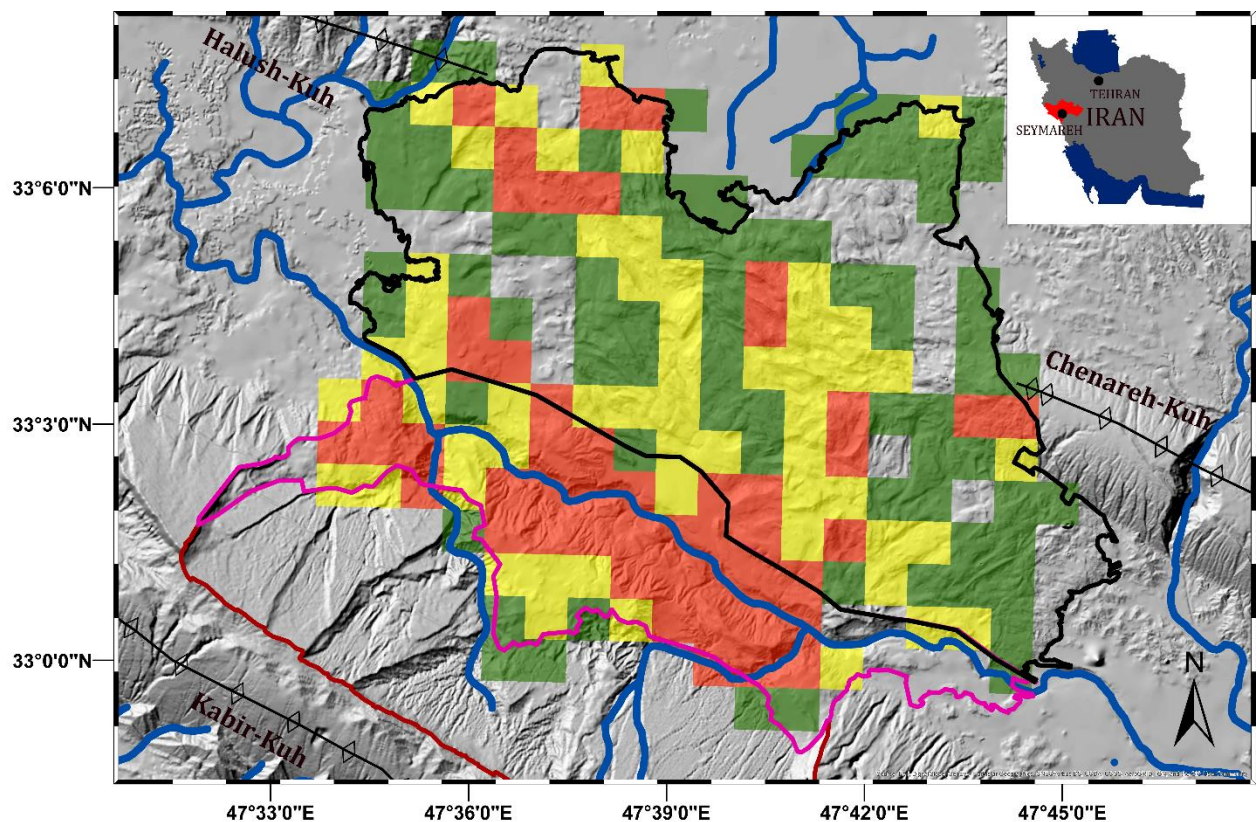 Halush-Kuh
TEHRAN
IRAN
SEYMAREH
33°6'0"N
Chenareh-Kuh
33°3'0"N
33°0'0"N
N
Kabir-Kuh
47°33'0"E
47°36'0"E
47°39'0"E
47°42'0"E
47°45'0"E